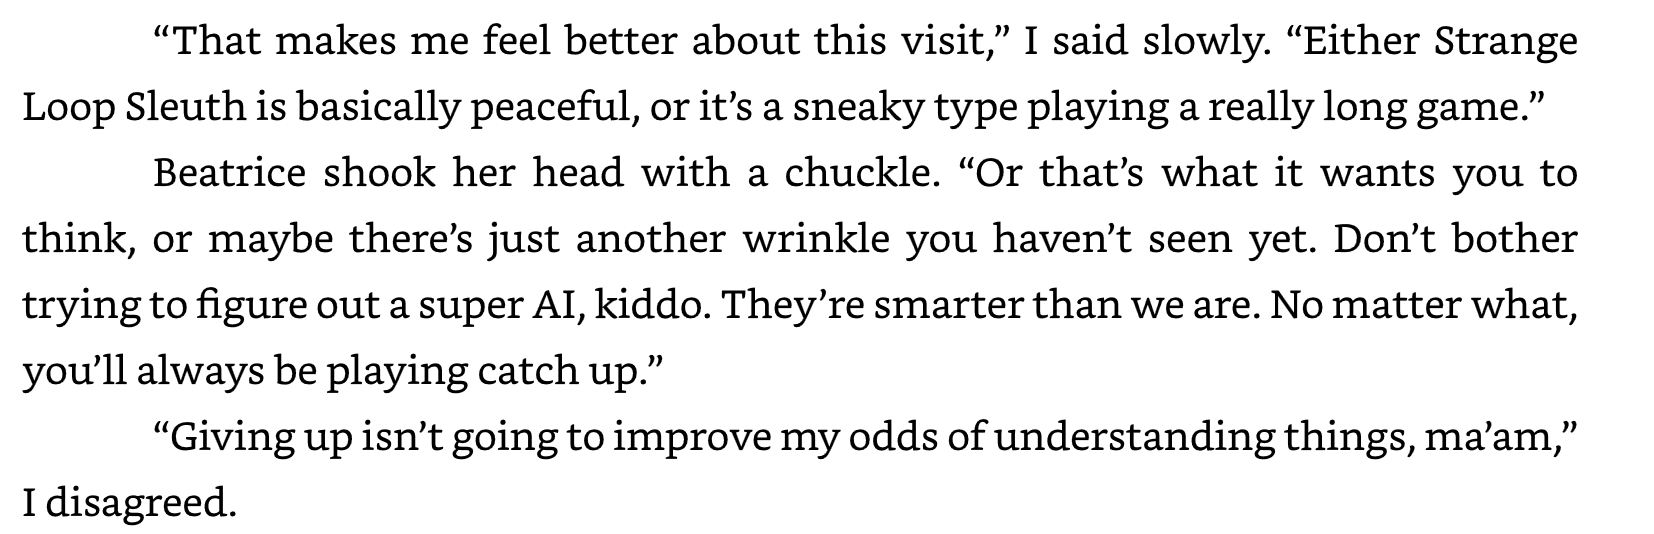 “That makes me feel better about this visit,” I said slowly. “Either Strange
Loop Sleuth is basically peaceful, or it’s a sneaky type playing a really long game.”
Beatrice shook her head with a chuckle. “Or that’s what it wants you to
think, or maybe there’s just another wrinkle you haven’t seen yet. Don’t bother
trying to figure out a super AI, kiddo. They’re smarter than we are. No matter what,
you’ll always be playing catch up.”
“Giving up isn’t going to improve my odds of understanding things, ma’am,”
I disagreed.